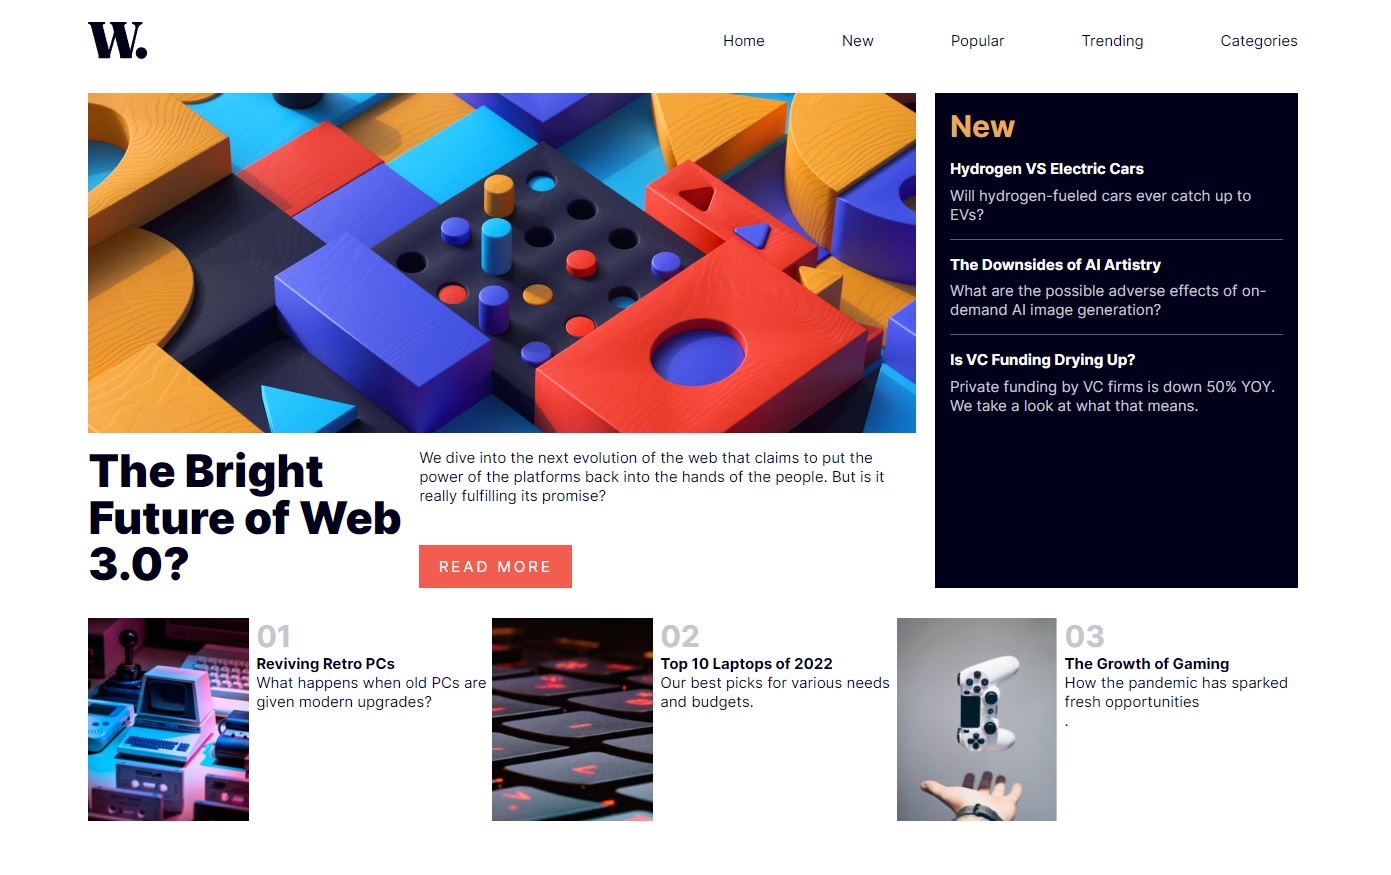 W.
Home
New
Popular
Trending
Categories
New
Hydrogen VS Electric Cars
Will hydrogen-fueled cars ever catch up to
EVs?
The Downsides of AI Artistry
What are the possible adverse effects of on-
demand AI image generation?
Is VC Funding Drying Up?
Private funding by VC firms is down 50% YOY.
We take a look at what that means.
The Bright
Future of Web
3.0?
We dive into the next evolution of the web that claims to put the
power of the platforms back into the hands of the people. But is it
really fulfilling its promise?
READ MORE
01
Reviving Retro PCs
What happens when old PCs are
given modern upgrades?
02
Top 10 Laptops of 2022
Our best picks for various needs
and budgets.
03
The Growth of Gaming
How the pandemic has sparked
fresh opportunities
.